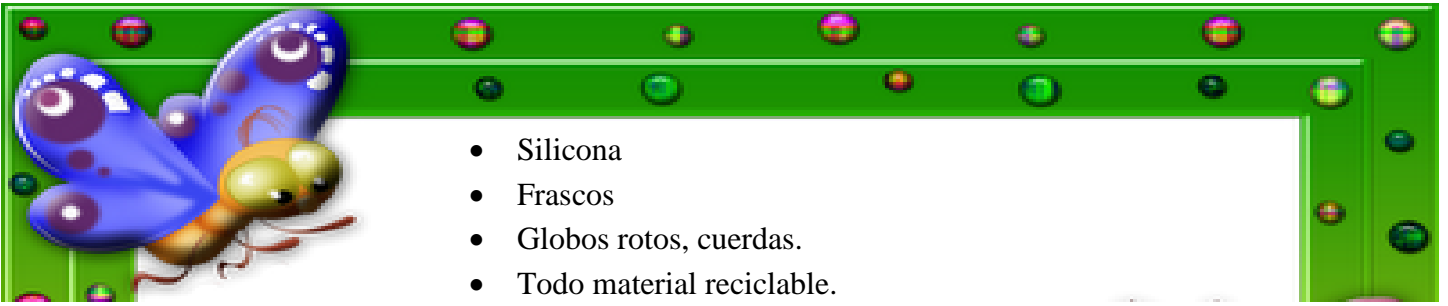 • Silicona
• Frascos
• Globos rotos, cuerdas.
• Todo material reciclable.